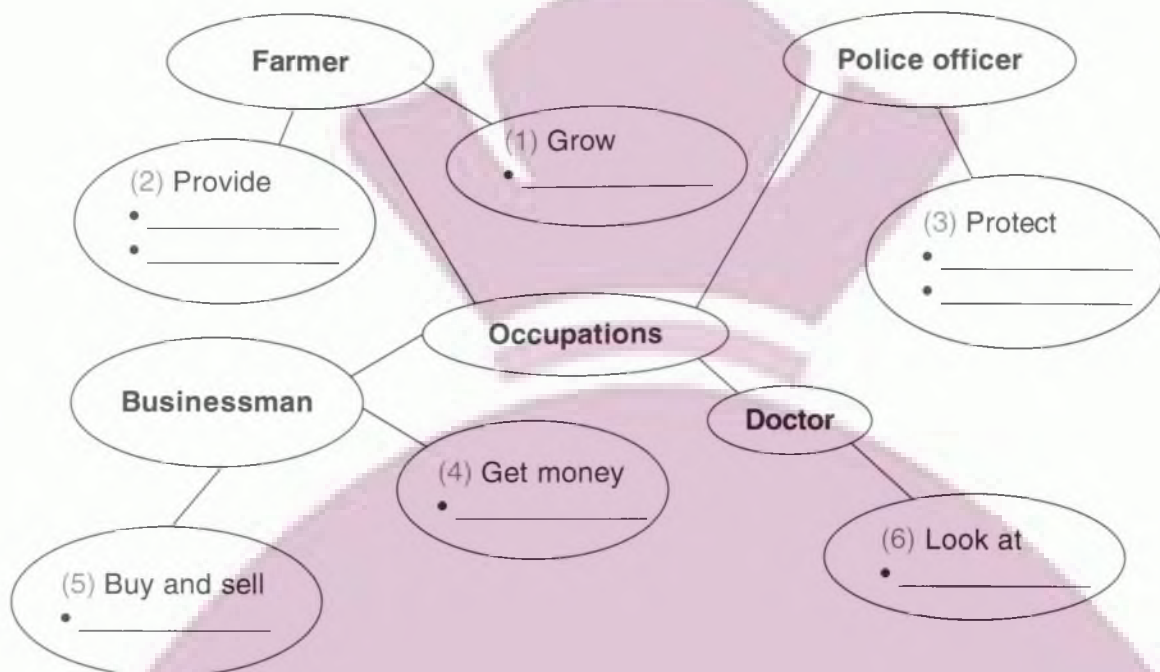 Farmer
Police officer
(1) Grow
•
(2) Provide
•
•
(3) Protect
•
•
Occupations
Businessman
Doctor
(4) Get money
•
(6) Look at
•
(5) Buy and sell
•